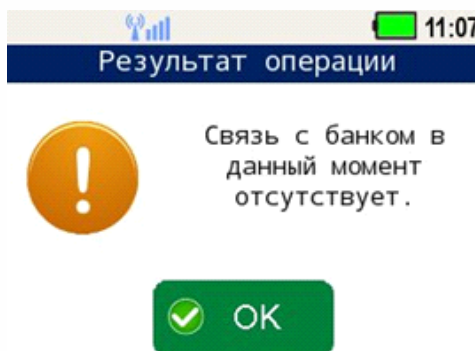 11:07
Результат операции
Связь с банком в
данный момент
отсутствует.
OK